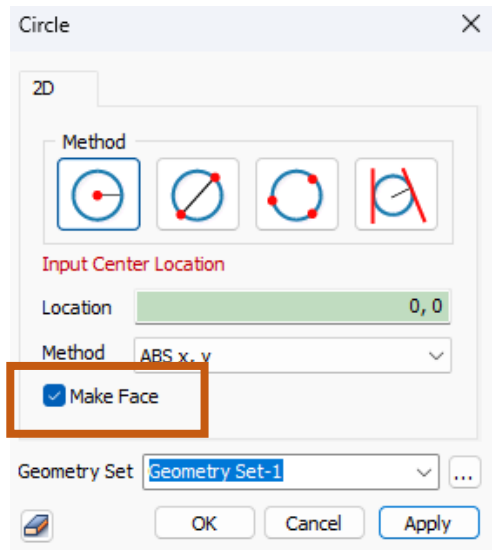 Circle
2D
Method
Input Center Location
Location 0, 0
Method ABS x, y
Make Face
Geometry Set Geometry Set-1 ...
OK Cancel Apply